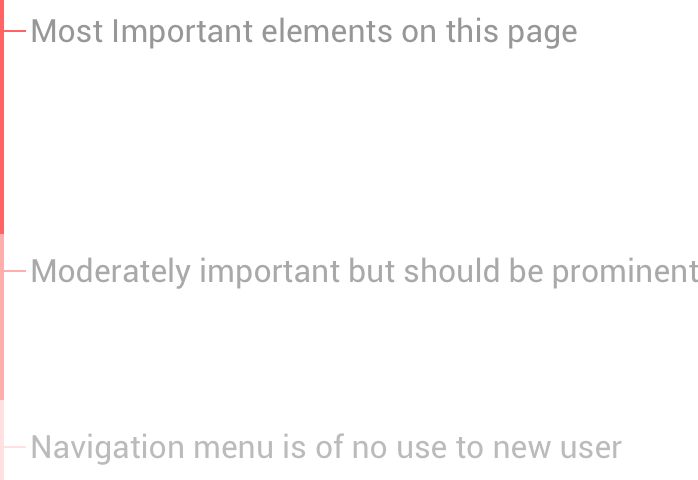 Most Important elements on this page
Moderately important but should be prominent
Navigation menu is of no use to new user